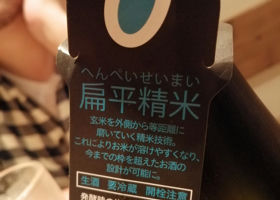 へんぺいせいまい
扁平精米
玄米を外側から等距離に
磨いていく精米技術。
これによりお米が溶けやすくなり、
今までの枠を超えたお酒の
設計が可能に。
生酒 要冷蔵 開栓注意